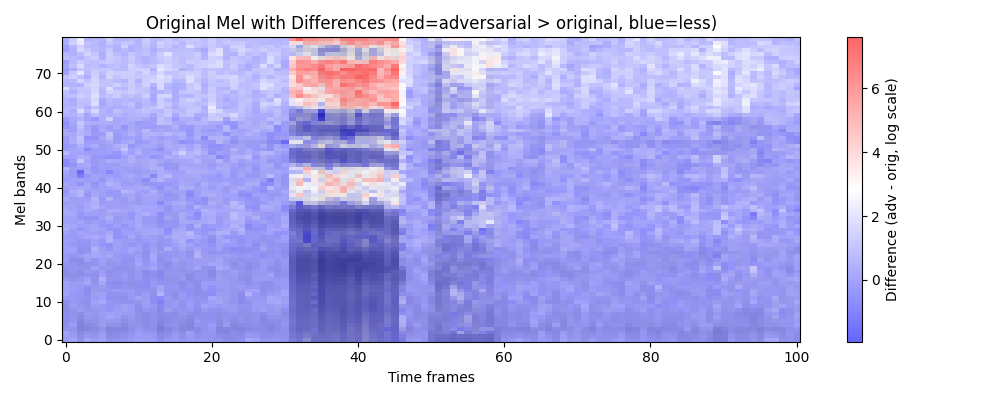 Original Mel with Differences (red=adversarial > original, blue=less)
Mel bands
70
60
50
40
30
20
10
0
0 20 40 60 80 100
Time frames
6
4
2
0
Difference (adv - orig, log scale)